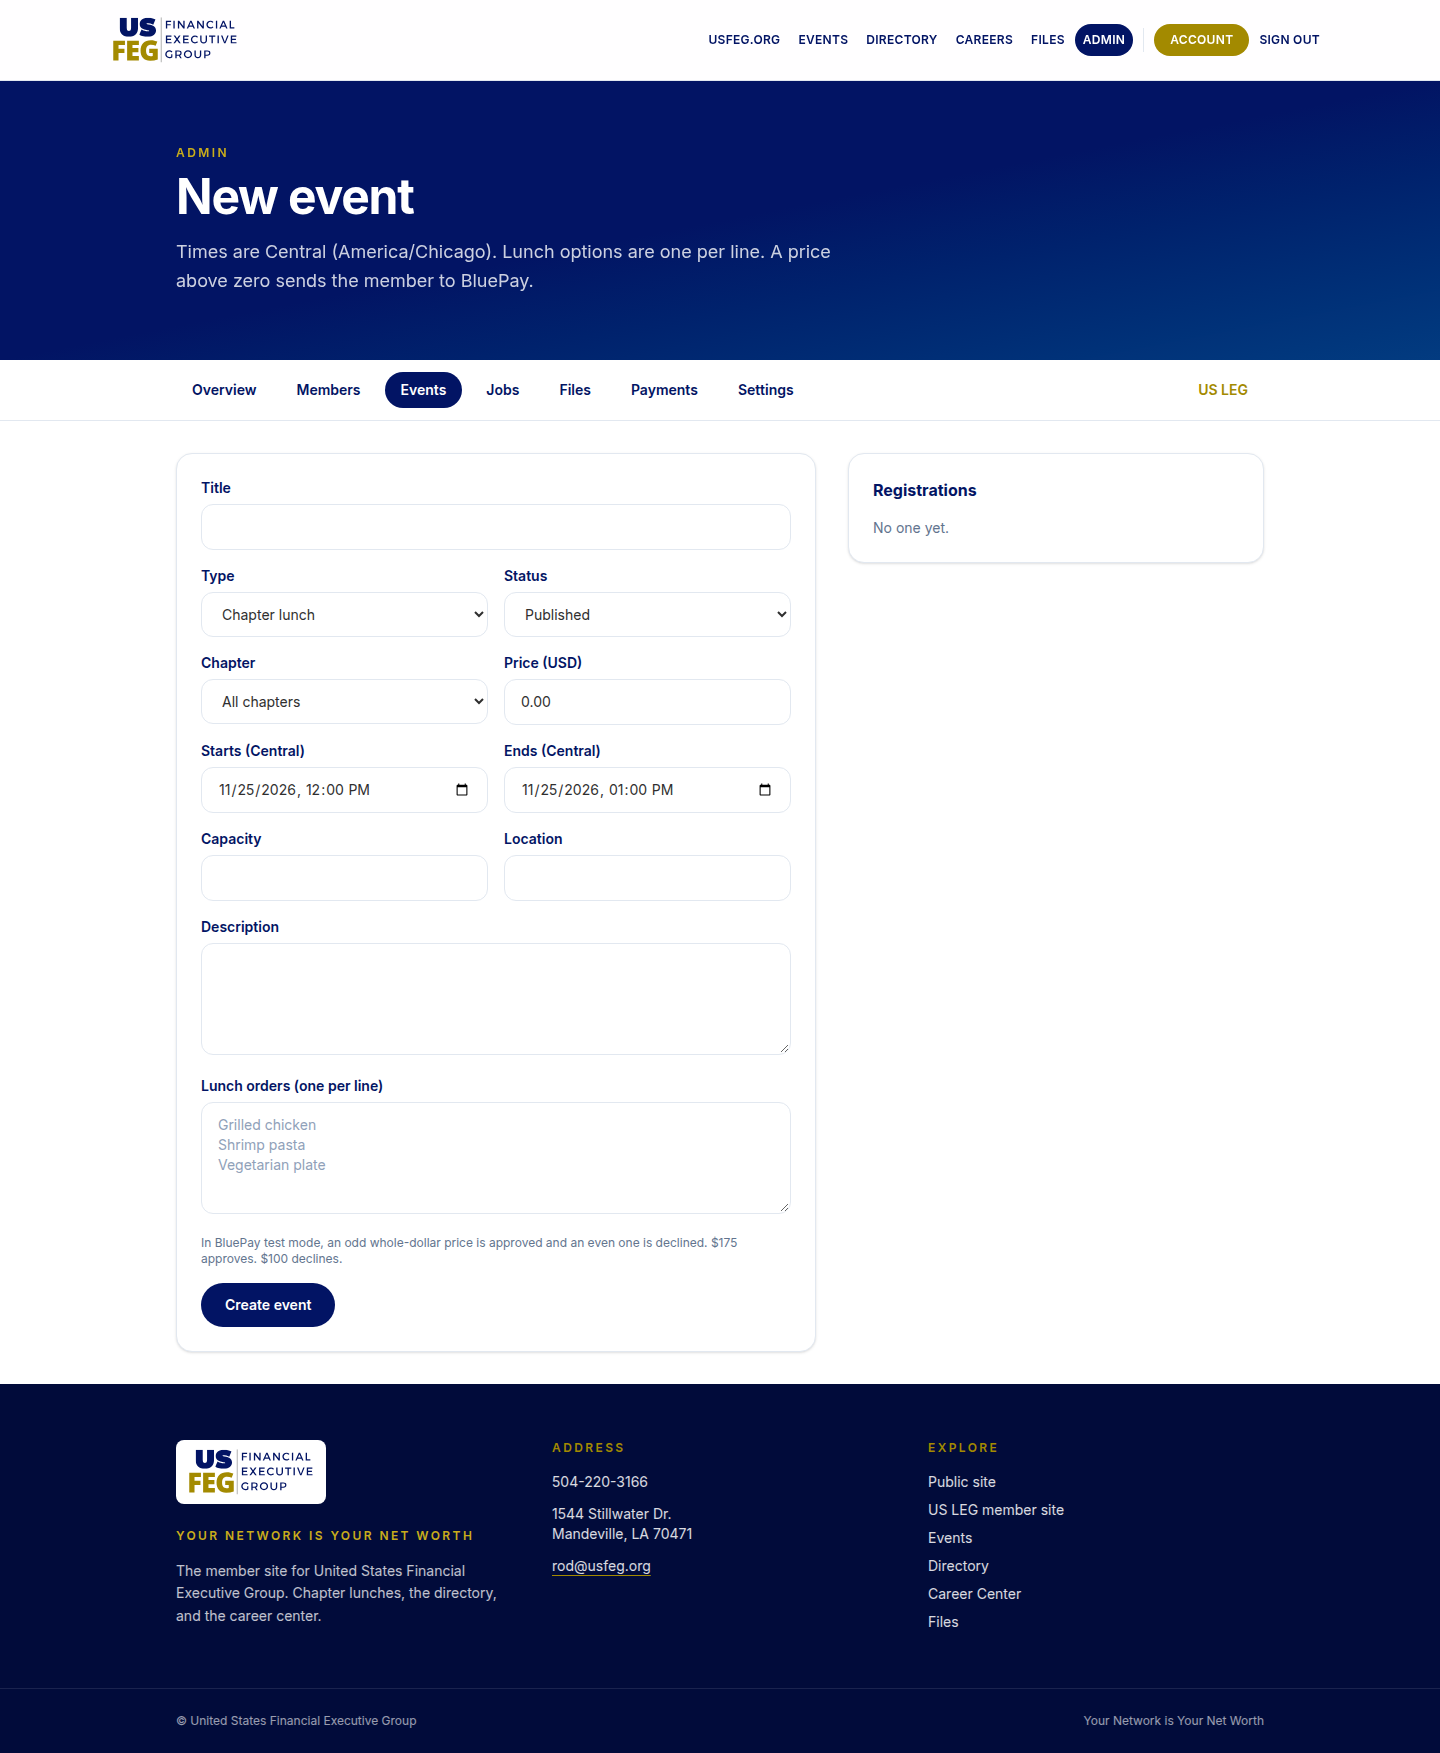 US FEG FINANCIAL EXECUTIVE GROUP
USFEG.ORG EVENTS DIRECTORY CAREERS FILES ADMIN ACCOUNT SIGN OUT
ADMIN
New event
Times are Central (America/Chicago). Lunch options are one per line. A price
above zero sends the member to BluePay.
Overview Members Events Jobs Files Payments Settings US LEG
Title
Type Status
Chapter lunch Published
Chapter Price (USD)
All chapters 0.00
Starts (Central) Ends (Central)
11/25/2026, 12:00 PM 11/25/2026, 01:00 PM
Capacity Location
Description
Lunch orders (one per line)
Grilled chicken
Shrimp pasta
Vegetarian plate
In BluePay test mode, an odd whole-dollar price is approved and an even one is declined. $175
approves. $100 declines.
Create event
Registrations
No one yet.
US FEG FINANCIAL EXECUTIVE GROUP
YOUR NETWORK IS YOUR NET WORTH
The member site for United States Financial
Executive Group. Chapter lunches, the directory,
and the career center.
ADDRESS
504-220-3166
1544 Stillwater Dr.
Mandeville, LA 70471
rod@usfeg.org
EXPLORE
Public site
US LEG member site
Events
Directory
Career Center
Files
© United States Financial Executive Group
Your Network is Your Net Worth